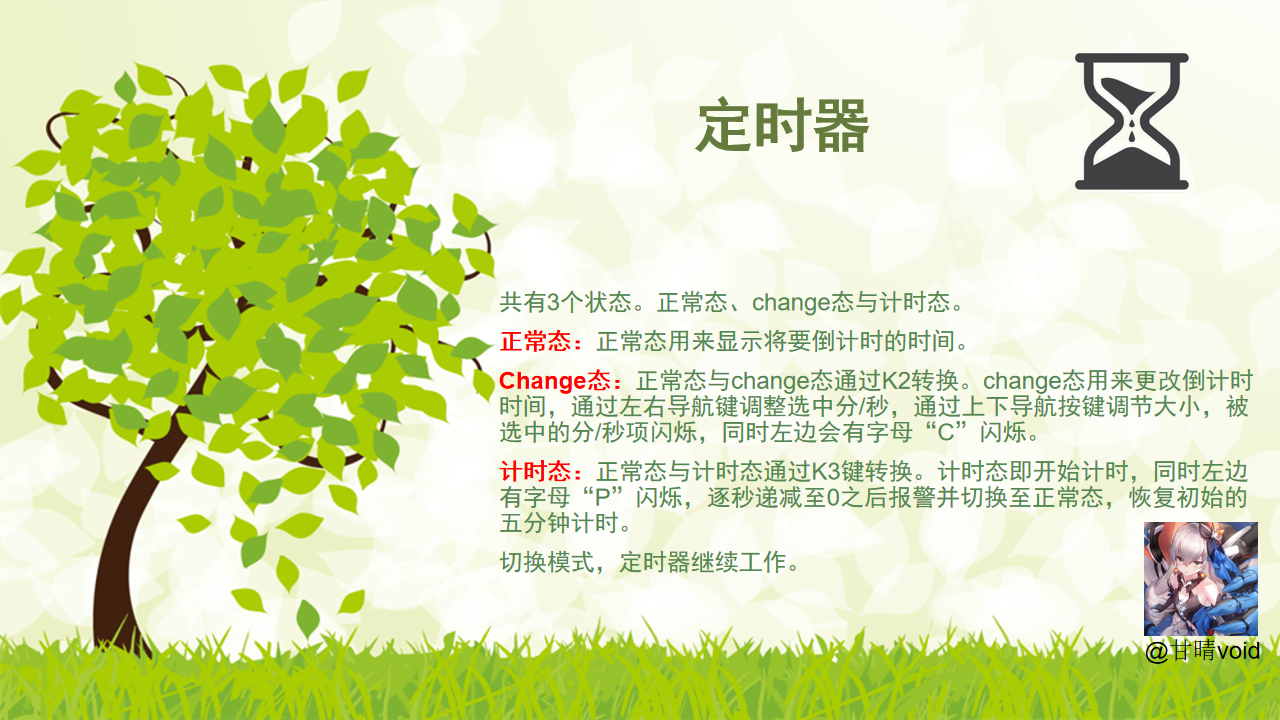 定时器
共有3个状态。正常态、change态与计时态。
正常态：正常态用来显示将要倒计时的时间。
Change态：正常态与change态通过K2转换。change态用来更改倒计时
时间，通过左右导航键调整选中分/秒，通过上下导航按键调节大小，被
选中的分/秒项闪烁，同时左边会有字母“C”闪烁。
计时态：正常态与计时态通过K3键转换。计时态即开始计时，同时左边
有字母“P”闪烁，逐秒递减至0之后报警并切换至正常态，恢复初始的
五分钟计时。
切换模式，定时器继续工作。
@甘晴void